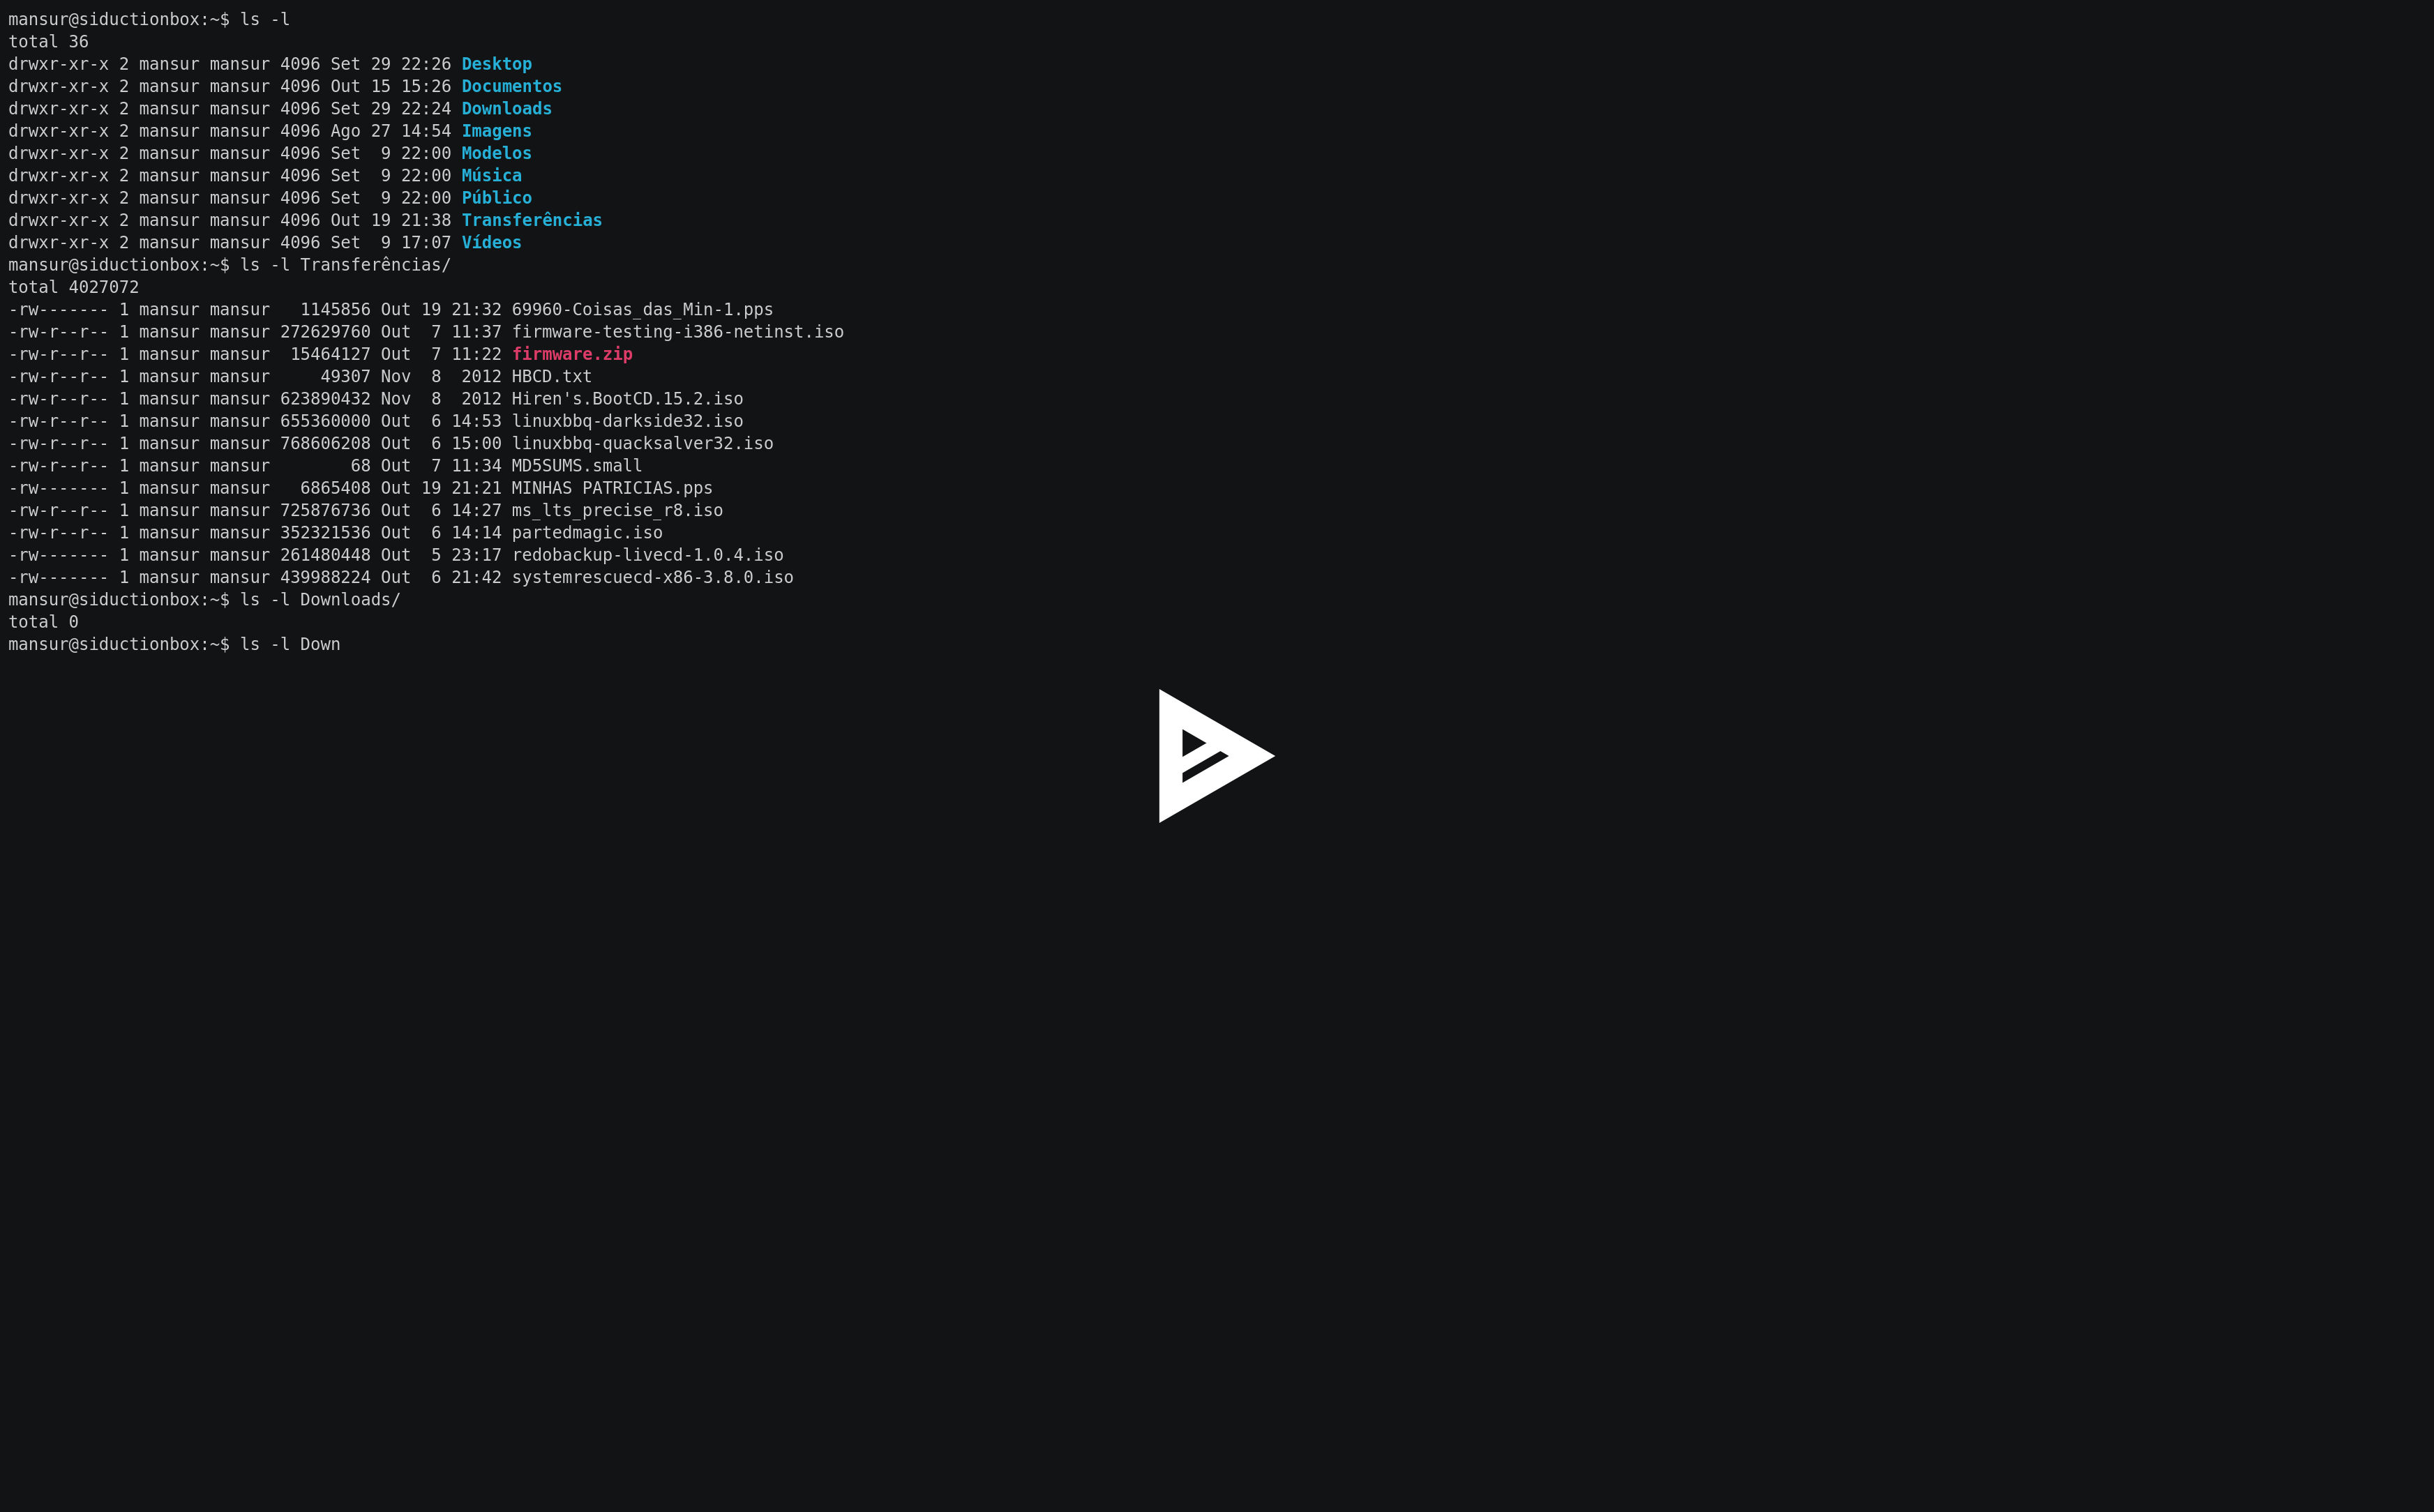 mansur@siductionbox:~$ ls -l
total 36
drwxr-xr-x 2 mansur mansur 4096 Set 29 22:26 Desktop
drwxr-xr-x 2 mansur mansur 4096 Out 15 15:26 Documentos
drwxr-xr-x 2 mansur mansur 4096 Set 29 22:24 Downloads
drwxr-xr-x 2 mansur mansur 4096 Ago 27 14:54 Imagens
drwxr-xr-x 2 mansur mansur 4096 Set  9 22:00 Modelos
drwxr-xr-x 2 mansur mansur 4096 Set  9 22:00 Música
drwxr-xr-x 2 mansur mansur 4096 Set  9 22:00 Público
drwxr-xr-x 2 mansur mansur 4096 Out 19 21:38 Transferências
drwxr-xr-x 2 mansur mansur 4096 Set  9 17:07 Vídeos
mansur@siductionbox:~$ ls -l Transferências/
total 4027072
-rw------- 1 mansur mansur   1145856 Out 19 21:32 69960-Coisas_das_Min-1.pps
-rw-r--r-- 1 mansur mansur 272629760 Out  7 11:37 firmware-testing-i386-netinst.iso
-rw-r--r-- 1 mansur mansur  15464127 Out  7 11:22 firmware.zip
-rw-r--r-- 1 mansur mansur     49307 Nov  8  2012 HBCD.txt
-rw-r--r-- 1 mansur mansur 623890432 Nov  8  2012 Hiren's.BootCD.15.2.iso
-rw-r--r-- 1 mansur mansur 655360000 Out  6 14:53 linuxbbq-darkside32.iso
-rw-r--r-- 1 mansur mansur 768606208 Out  6 15:00 linuxbbq-quacksalver32.iso
-rw-r--r-- 1 mansur mansur        68 Out  7 11:34 MD5SUMS.small
-rw------- 1 mansur mansur   6865408 Out 19 21:21 MINHAS PATRICIAS.pps
-rw-r--r-- 1 mansur mansur 725876736 Out  6 14:27 ms_lts_precise_r8.iso
-rw-r--r-- 1 mansur mansur 352321536 Out  6 14:14 partedmagic.iso
-rw------- 1 mansur mansur 261480448 Out  5 23:17 redobackup-livecd-1.0.4.iso
-rw------- 1 mansur mansur 439988224 Out  6 21:42 systemrescuecd-x86-3.8.0.iso
mansur@siductionbox:~$ ls -l Downloads/
total 0
mansur@siductionbox:~$ ls -l Down